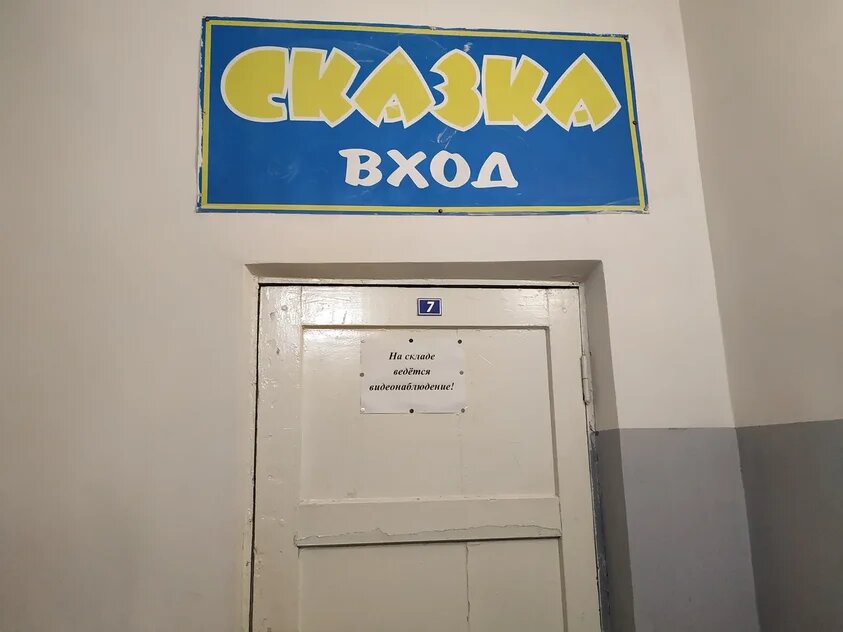 СКАЗКА
ВХОД
7
На складе
ведётся
видеонаблюдение!